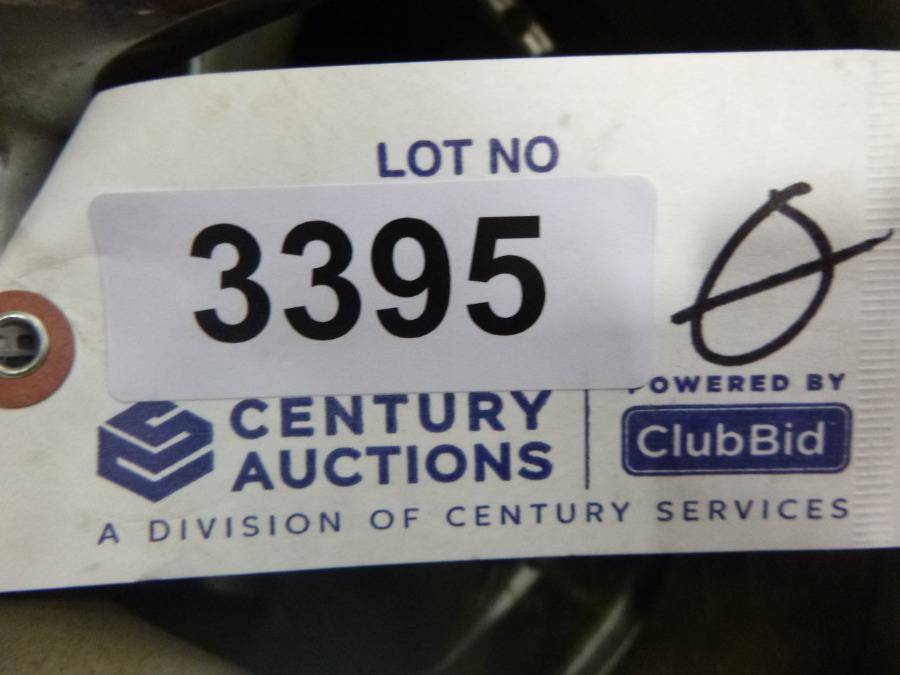 LOT NO
3395
Ø
CENTURY
AUCTIONS
POWERED BY
ClubBid
A DIVISION OF CENTURY SERVICES